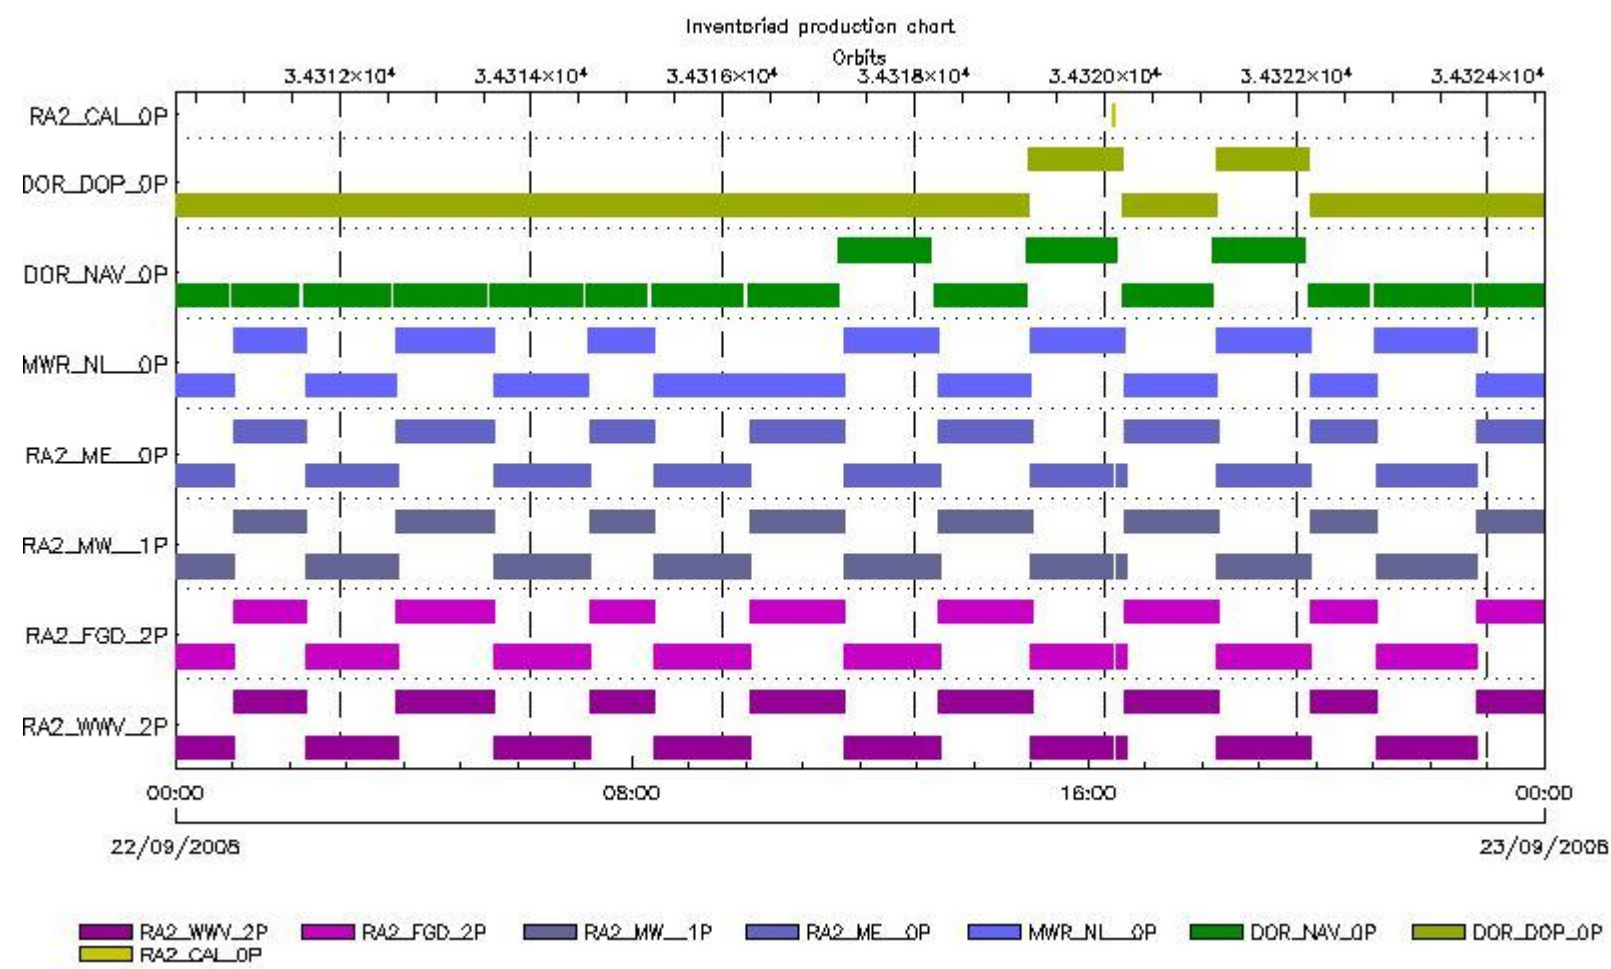 Inventoried production chart
Orbits
3.4312×10⁴ 3.4314×10⁴ 3.4316×10⁴ 3.4318×10⁴ 3.4320×10⁴ 3.4322×10⁴ 3.4324×10⁴
RA2_CAL_0P
DOR_DOP_0P
DOR_NAV_0P
MWR_NL__0P
RA2_ME__0P
RA2_MW__1P
RA2_FGD_2P
RA2_WWV_2P
00:00 08:00 16:00 00:00
22/09/2008 23/09/2008
RA2_WWV_2P RA2_FGD_2P RA2_MW__1P RA2_ME__0P MWR_NL__0P DOR_NAV_0P DOR_DOP_0P
RA2_CAL_0P